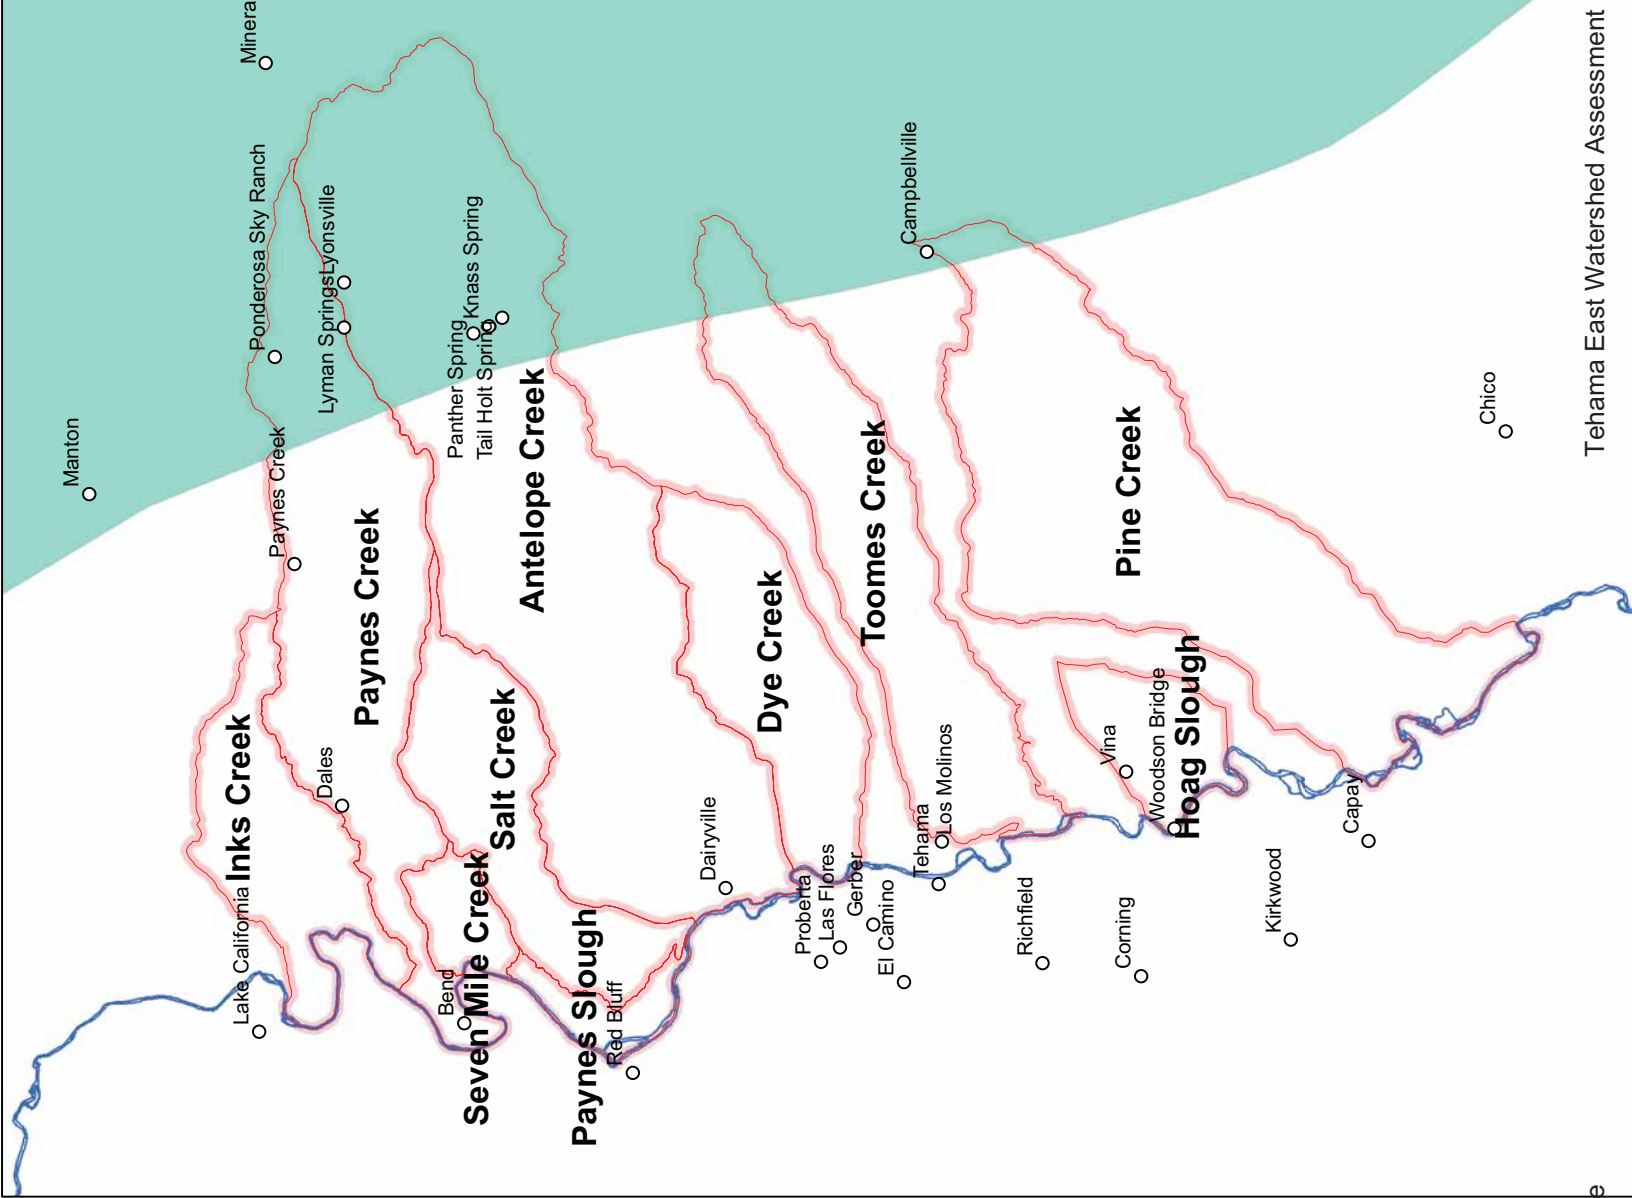 Minera
Ponderosa Sky Ranch
Lyonsville
Lyman Springs
Knass Spring
Panther Spring
Tail Holt Spring
Campbellville
Manton
Paynes Creek
Chico
Paynes Creek
Antelope Creek
Toomes Creek
Pine Creek
Dye Creek
Inks Creek
Salt Creek
Hoag Slough
Seven Mile Creek
Paynes Slough
Dales
Lake California
Bend
Red Bluff
Dairyville
Proberta
Las Flores
Gerber
El Camino
Tehama
Los Molinos
Vina
Woodson Bridge
Richfield
Corning
Kirkwood
Capay
Tehama East Watershed Assessment
e